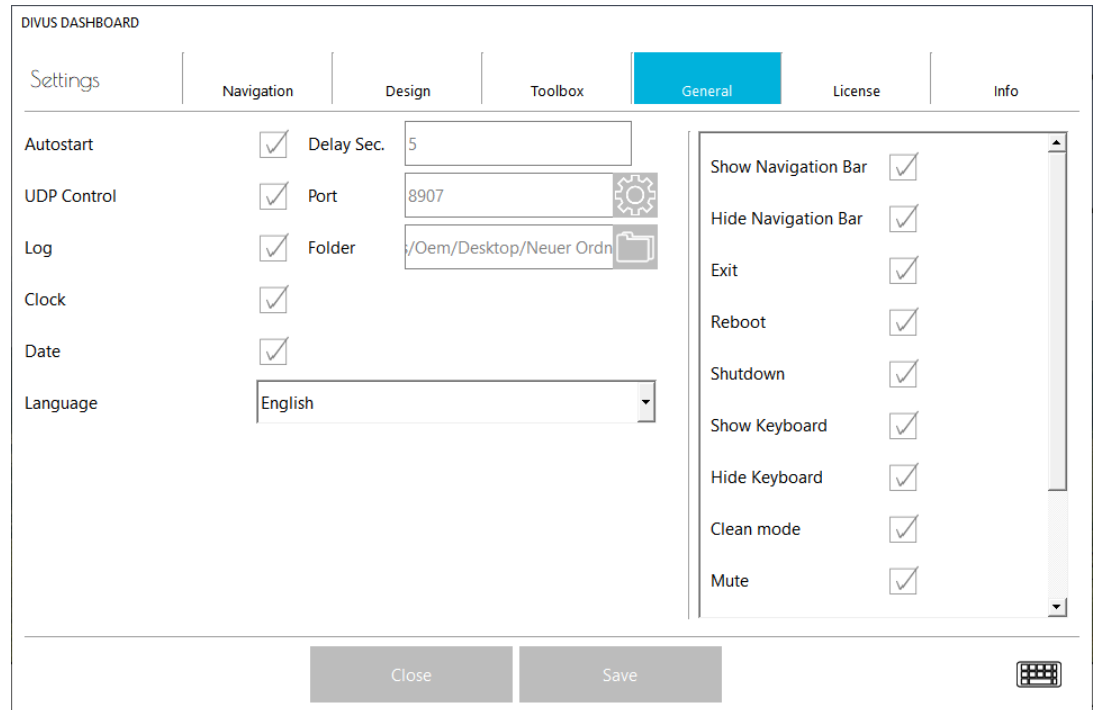 DIVUS DASHBOARD
Settings
Navigation
Design
Toolbox
General
License
Info
Autostart
Delay Sec.
5
UDP Control
Port
8907
Log
Folder
/Oem/Desktop/Neuer Ordn
Clock
Date
Language
English
Show Navigation Bar
Hide Navigation Bar
Exit
Reboot
Shutdown
Show Keyboard
Hide Keyboard
Clean mode
Mute
Close
Save